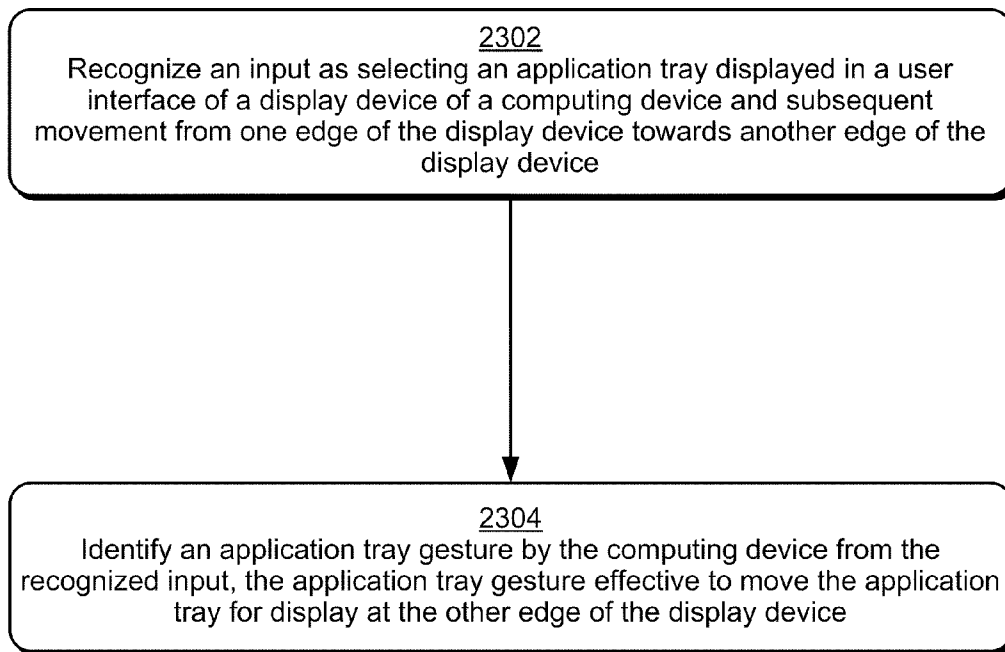 2302
Recognize an input as selecting an application tray displayed in a user
interface of a display device of a computing device and subsequent
movement from one edge of the display device towards another edge of the
display device
2304
Identify an application tray gesture by the computing device from the
recognized input, the application tray gesture effective to move the application
tray for display at the other edge of the display device